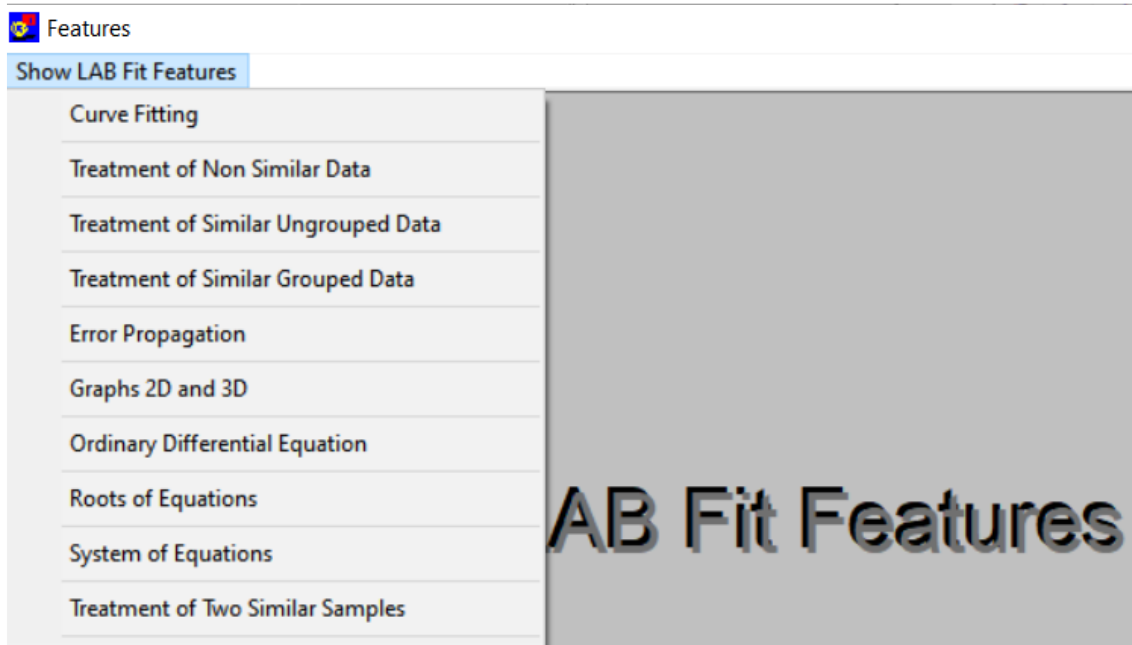 Features
Show LAB Fit Features
Curve Fitting
Treatment of Non Similar Data
Treatment of Similar Ungrouped Data
Treatment of Similar Grouped Data
Error Propagation
Graphs 2D and 3D
Ordinary Differential Equation
Roots of Equations
System of Equations
Treatment of Two Similar Samples
AB Fit Features